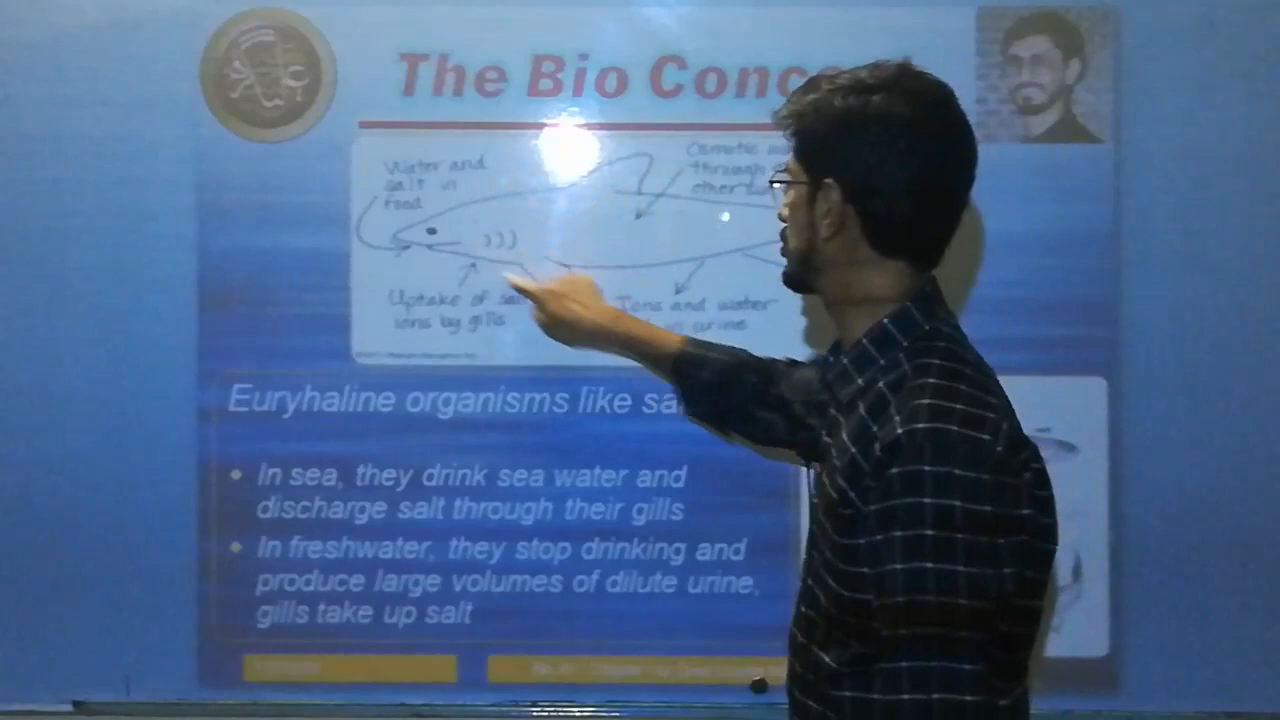 The Bio Conc
Water and
salt in
food
Osmotic
through
other
Uptake of
ions by gills
Ions and water
in urine
Euryhaline organisms like
• In sea, they drink sea water and
discharge salt through their gills
• In freshwater, they stop drinking and
produce large volumes of dilute urine,
gills take up salt